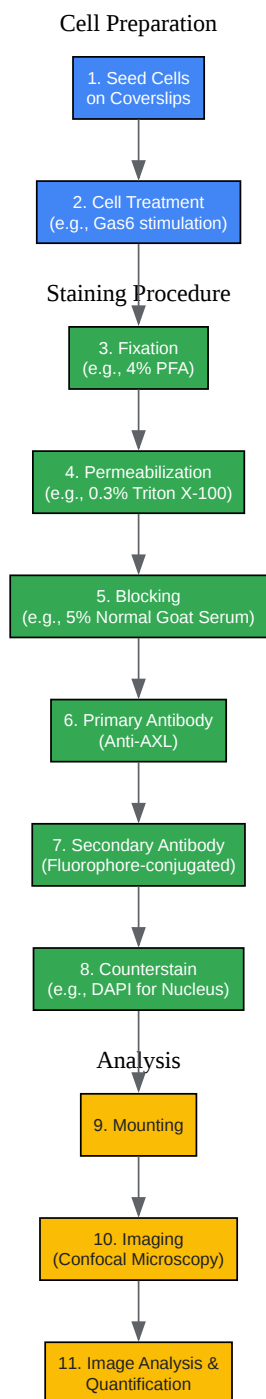 Cell Preparation
1. Seed Cells
on Coverslips
2. Cell Treatment
(e.g., Gas6 stimulation)
Staining Procedure
3. Fixation
(e.g., 4% PFA)
4. Permeabilization
(e.g., 0.3% Triton X-100)
5. Blocking
(e.g., 5% Normal Goat Serum)
6. Primary Antibody
(Anti-AXL)
7. Secondary Antibody
(Fluorophore-conjugated)
8. Counterstain
(e.g., DAPI for Nucleus)
Analysis
9. Mounting
10. Imaging
(Confocal Microscopy)
11. Image Analysis &
Quantification